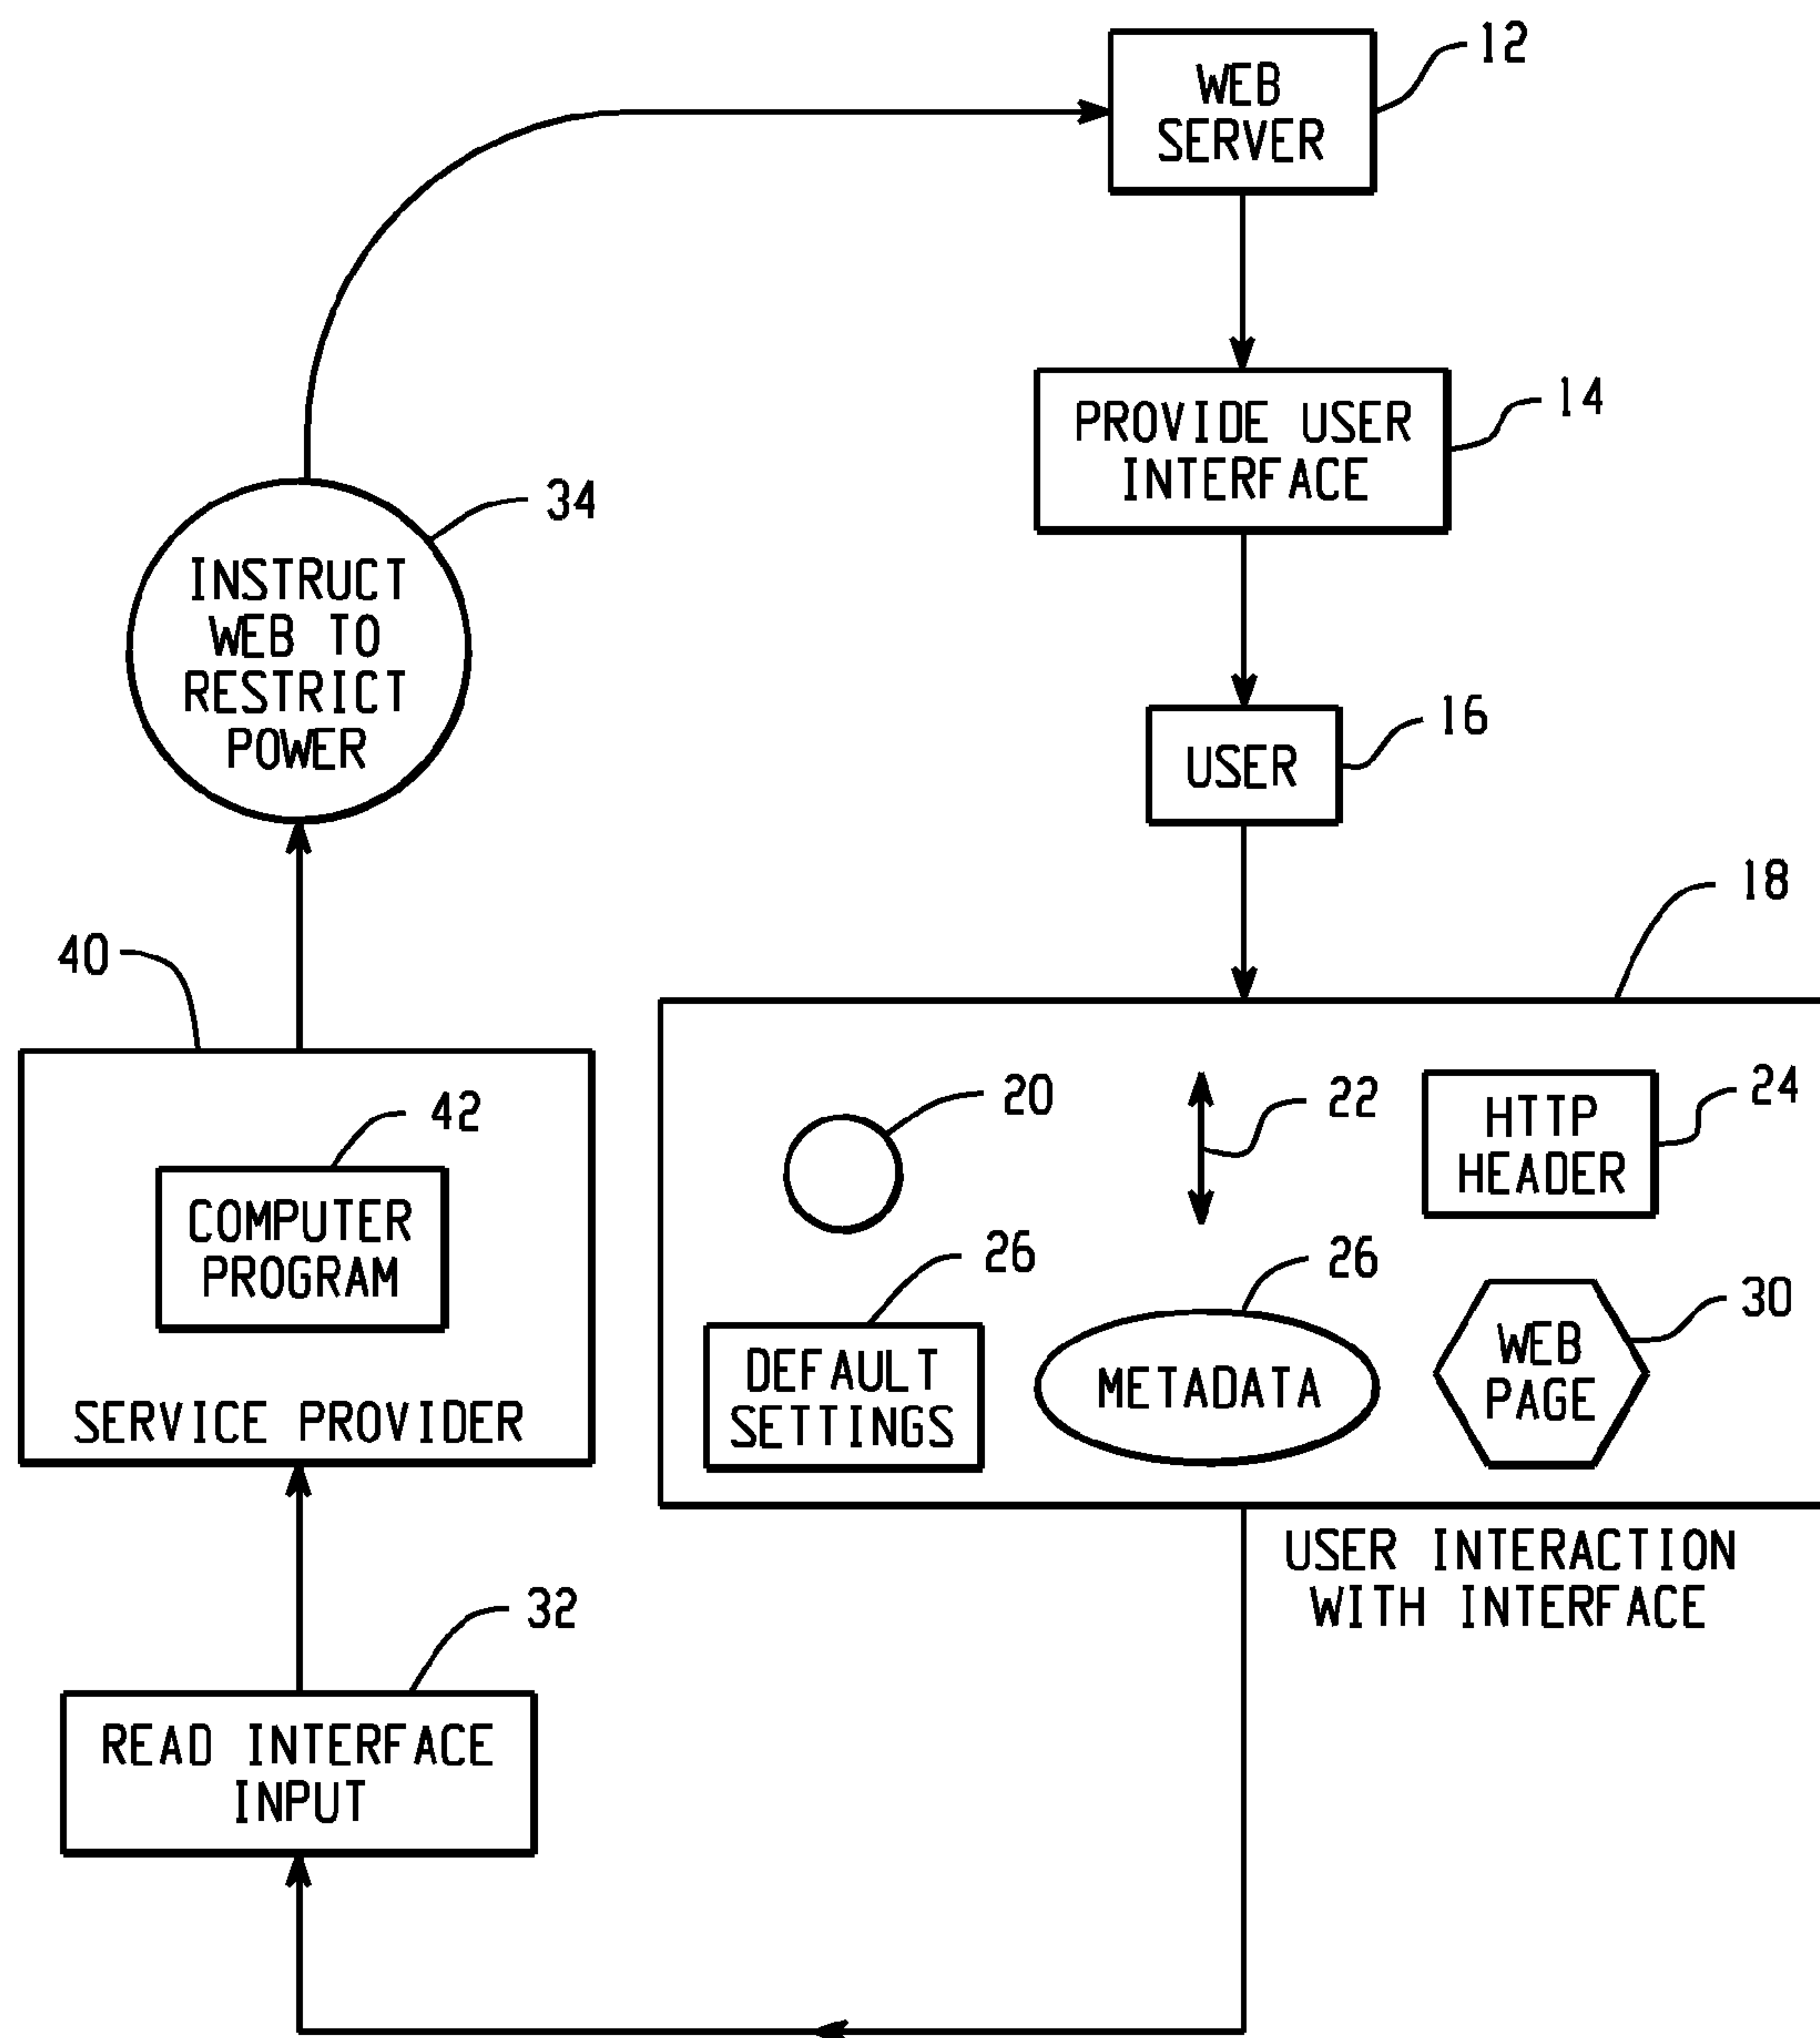 WEB
SERVER
12
PROVIDE USER
INTERFACE
14
34
INSTRUCT
WEB TO
RESTRICT
POWER
USER
16
18
40
42
COMPUTER
PROGRAM
SERVICE PROVIDER
20
22
HTTP
HEADER
24
26
DEFAULT
SETTINGS
26
METADATA
30
WEB
PAGE
USER INTERACTION
WITH INTERFACE
32
READ INTERFACE
INPUT